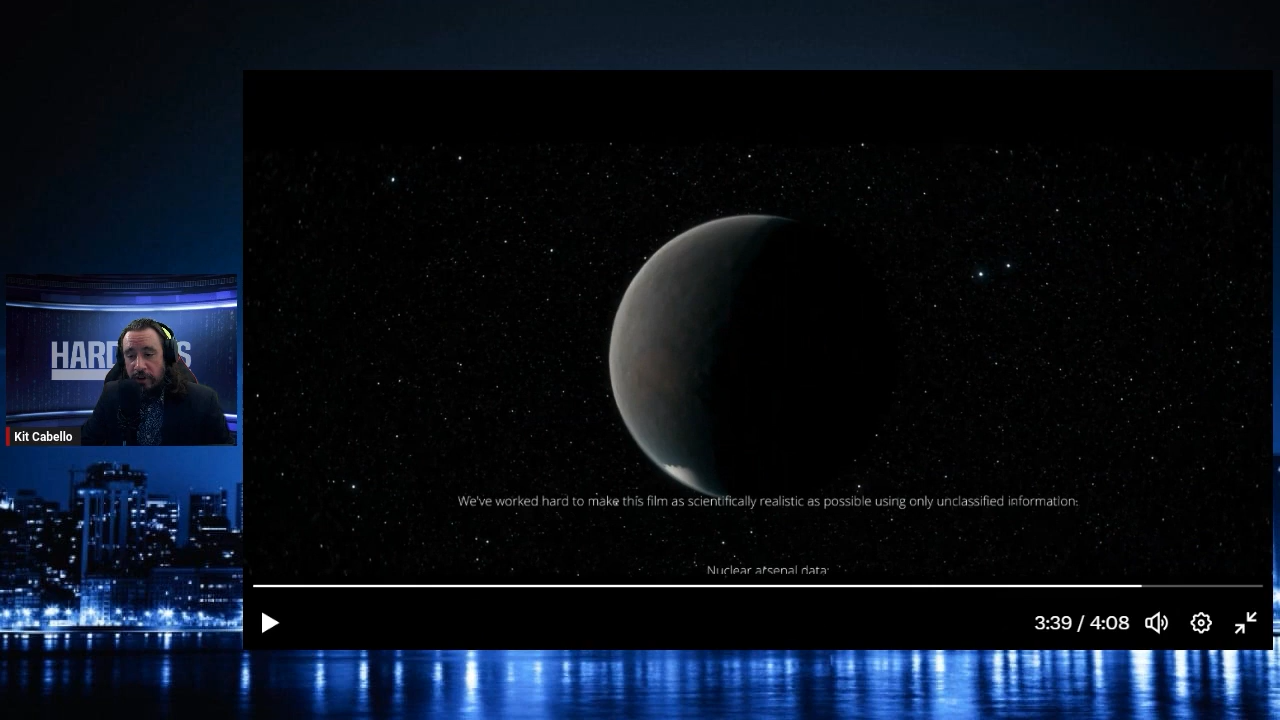 We've worked hard to make this film as scientifically realistic as possible using only unclassified information:
Nuclear arsenal data:
HARD
S
Kit Cabello
3:39 / 4:08